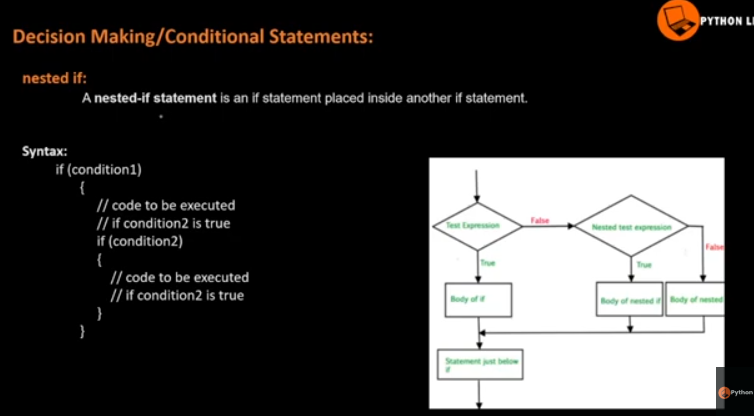 PYTHON LI
Decision Making/Conditional Statements:
nested if:
A nested-if statement is an if statement placed inside another if statement.
Syntax:
if (condition1)
{
// code to be executed
// if condition2 is true
if (condition2)
{
// code to be executed
// if condition2 is true
}
}
Test Expression
False
Nested test expression
False
True
True
Body of if
Body of nested if
Body of nested
Statement just below
if
Python